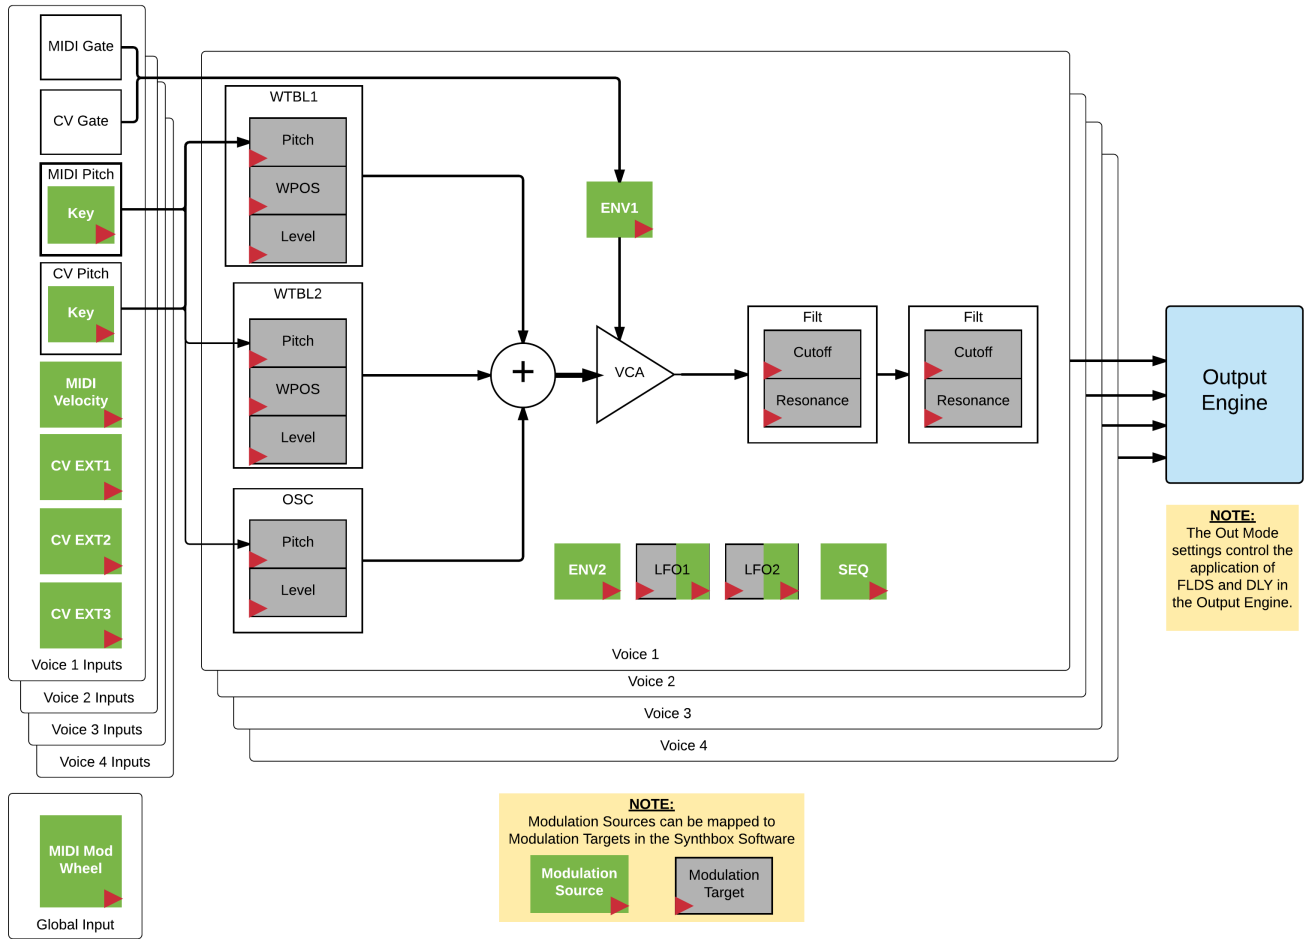 MIDI Gate
CV Gate
MIDI Pitch
Key
CV Pitch
Key
MIDI
Velocity
CV EXT1
CV EXT2
CV EXT3
Voice 1 Inputs
Voice 2 Inputs
Voice 3 Inputs
Voice 4 Inputs
MIDI Mod
Wheel
Global Input
WTBL1
Pitch
WPOS
Level
WTBL2
Pitch
WPOS
Level
OSC
Pitch
Level
+
ENV1
VCA
Filt
Cutoff
Resonance
Filt
Cutoff
Resonance
ENV2
LFO1
LFO2
SEQ
Voice 1
Voice 2
Voice 3
Voice 4
Output
Engine
NOTE:
The Out Mode
settings control the
application of
FLDS and DLY in
the Output Engine.
NOTE:
Modulation Sources can be mapped to
Modulation Targets in the Synthbox Software
Modulation
Source
Modulation
Target